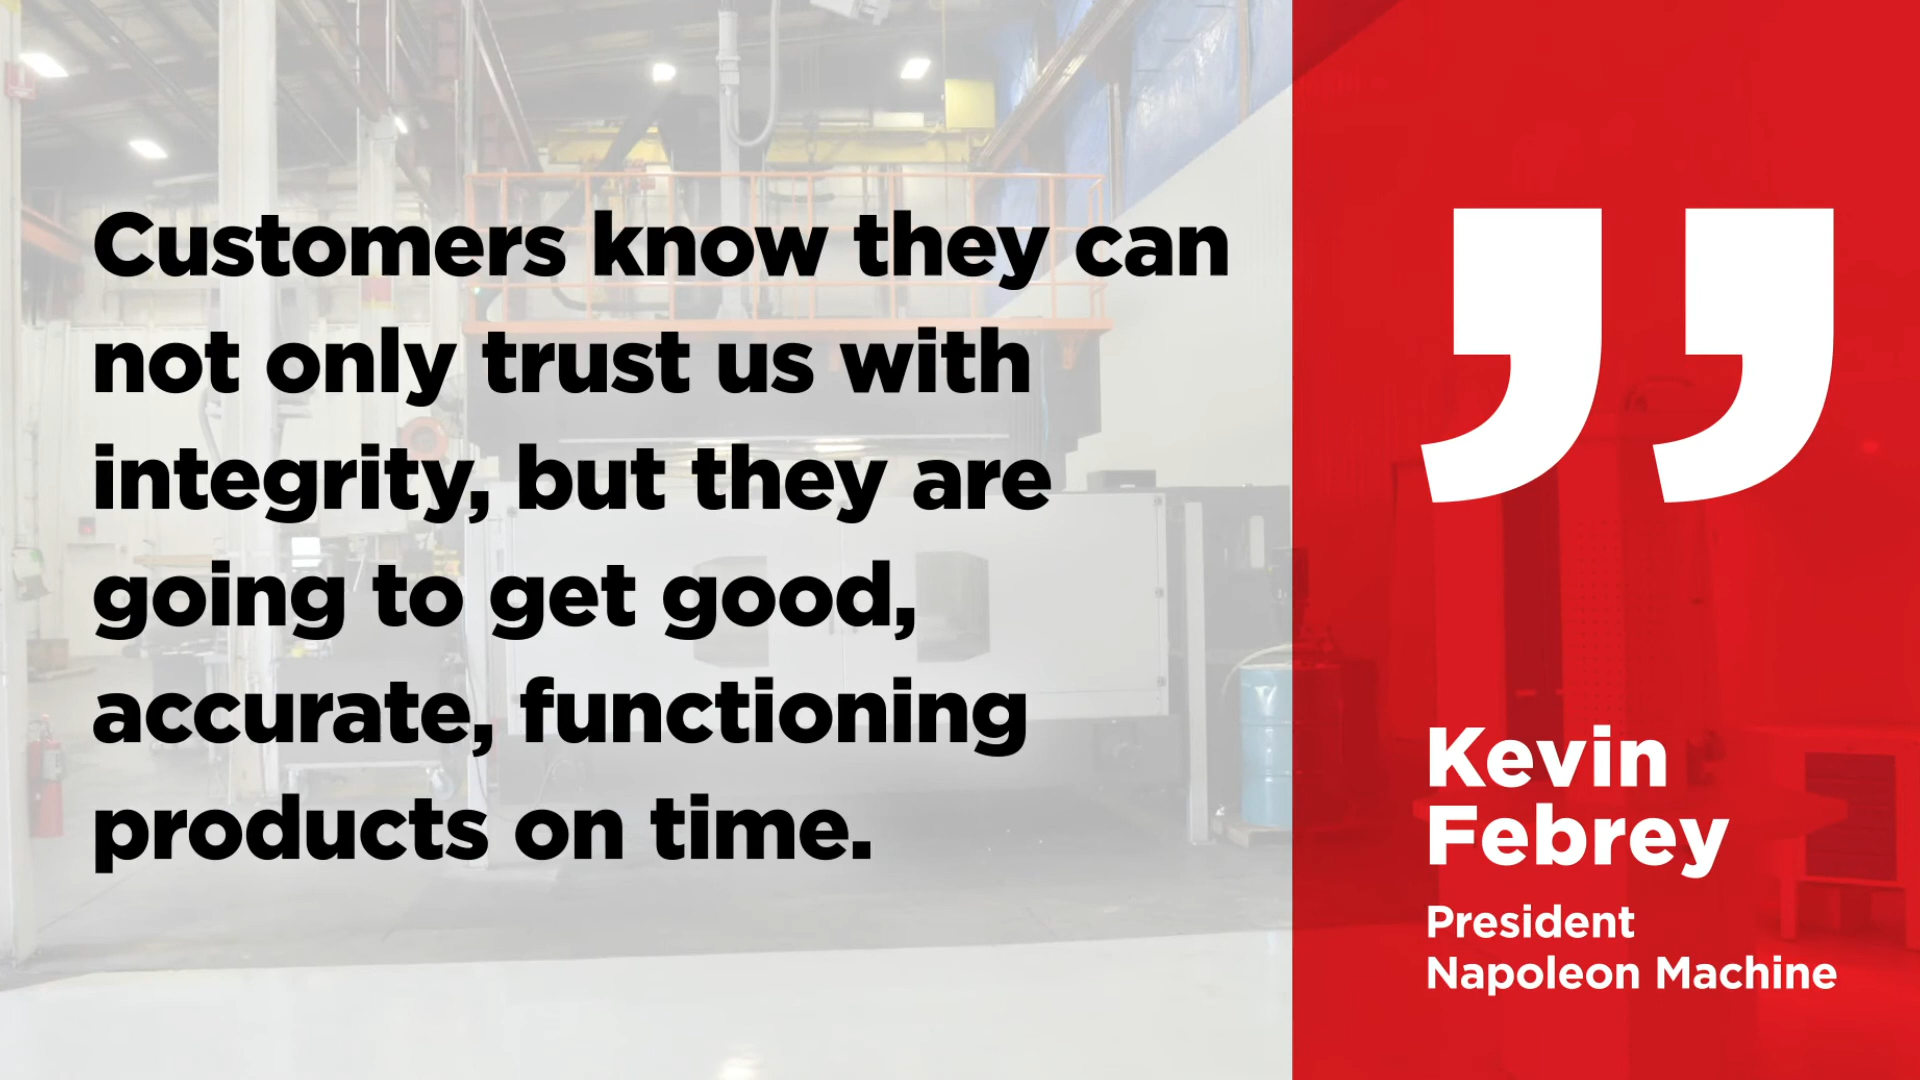 Customers know they can
not only trust us with
integrity, but they are
going to get good,
accurate, functioning
products on time.
”
Kevin
Febrey
President
Napoleon Machine